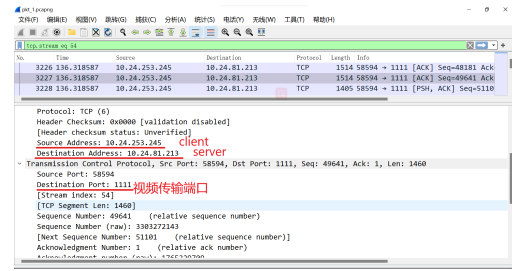 pkt_1.pcapng
文件(F) 编辑(E) 视图(V) 跳转(G) 捕获(C) 分析(A) 统计(S) 电话(Y) 无线(W) 工具(T) 帮助(H)
tcp.stream eq 54
No. Time Source Destination Protocol Length Info
3226 136.318587 10.24.253.245 10.24.81.213 TCP 1514 58594 → 1111 [ACK] Seq=48181 Ack
3227 136.318587 10.24.253.245 10.24.81.213 TCP 1514 58594 → 1111 [ACK] Seq=49641 Ack
3228 136.318587 10.24.253.245 10.24.81.213 TCP 1405 58594 → 1111 [PSH, ACK] Seq=5110
Protocol: TCP (6)
Header Checksum: 0x0000 [validation disabled]
[Header checksum status: Unverified]
Source Address: 10.24.253.245 client
Destination Address: 10.24.81.213 server
Transmission Control Protocol, Src Port: 58594, Dst Port: 1111, Seq: 49641, Ack: 1, Len: 1460
Source Port: 58594
Destination Port: 1111 视频传输端口
[Stream index: 54]
[TCP Segment Len: 1460]
Sequence Number: 49641 (relative sequence number)
Sequence Number (raw): 3303272143
[Next Sequence Number: 51101 (relative sequence number)]
Acknowledgment Number: 1 (relative ack number)